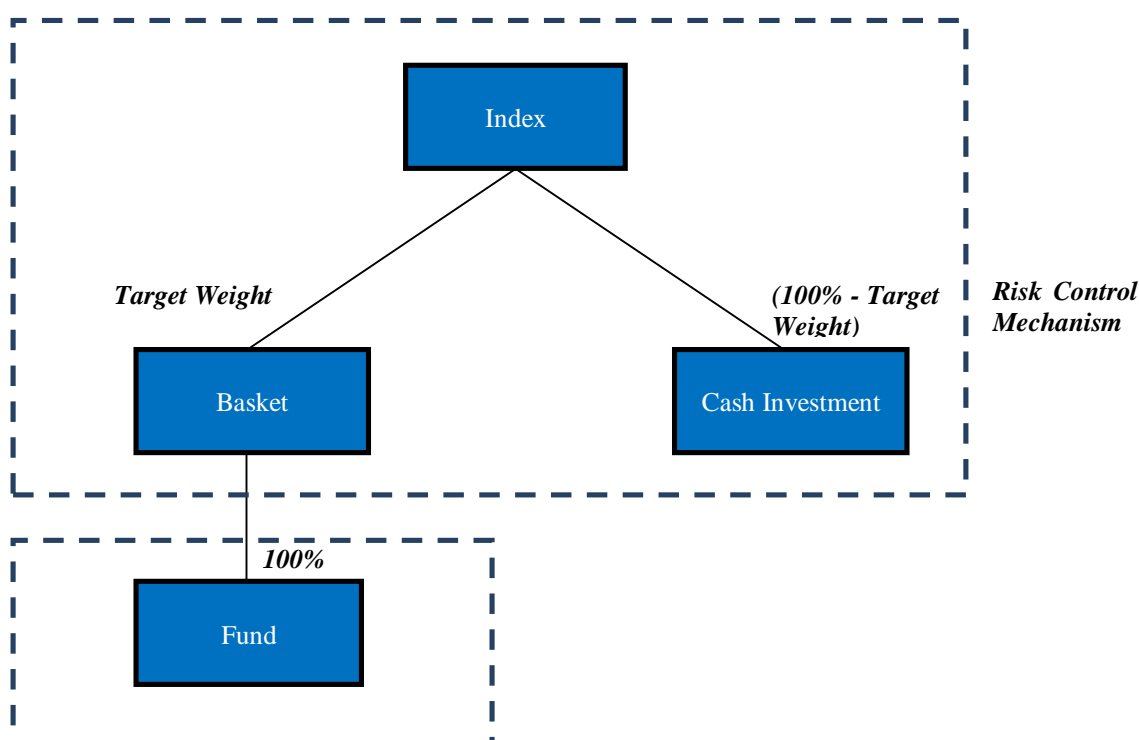 Index
Target Weight
(100% - Target
Weight)
Risk Control
Mechanism
Basket
Cash Investment
100%
Fund